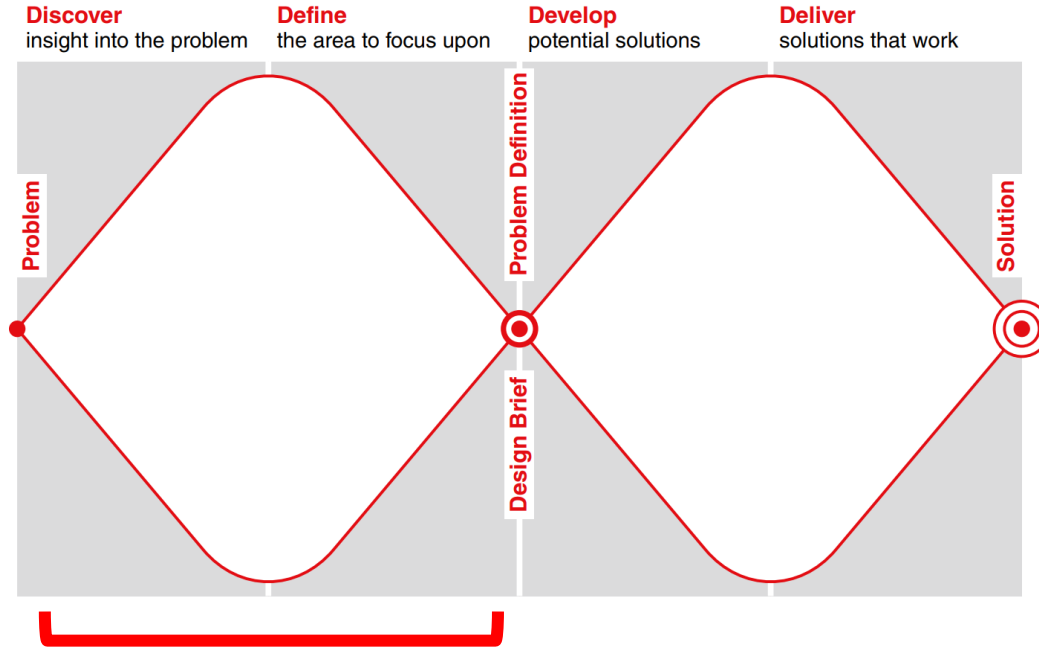 Discover
insight into the problem
Define
the area to focus upon
Develop
potential solutions
Deliver
solutions that work
Problem
Problem Definition
Design Brief
Solution